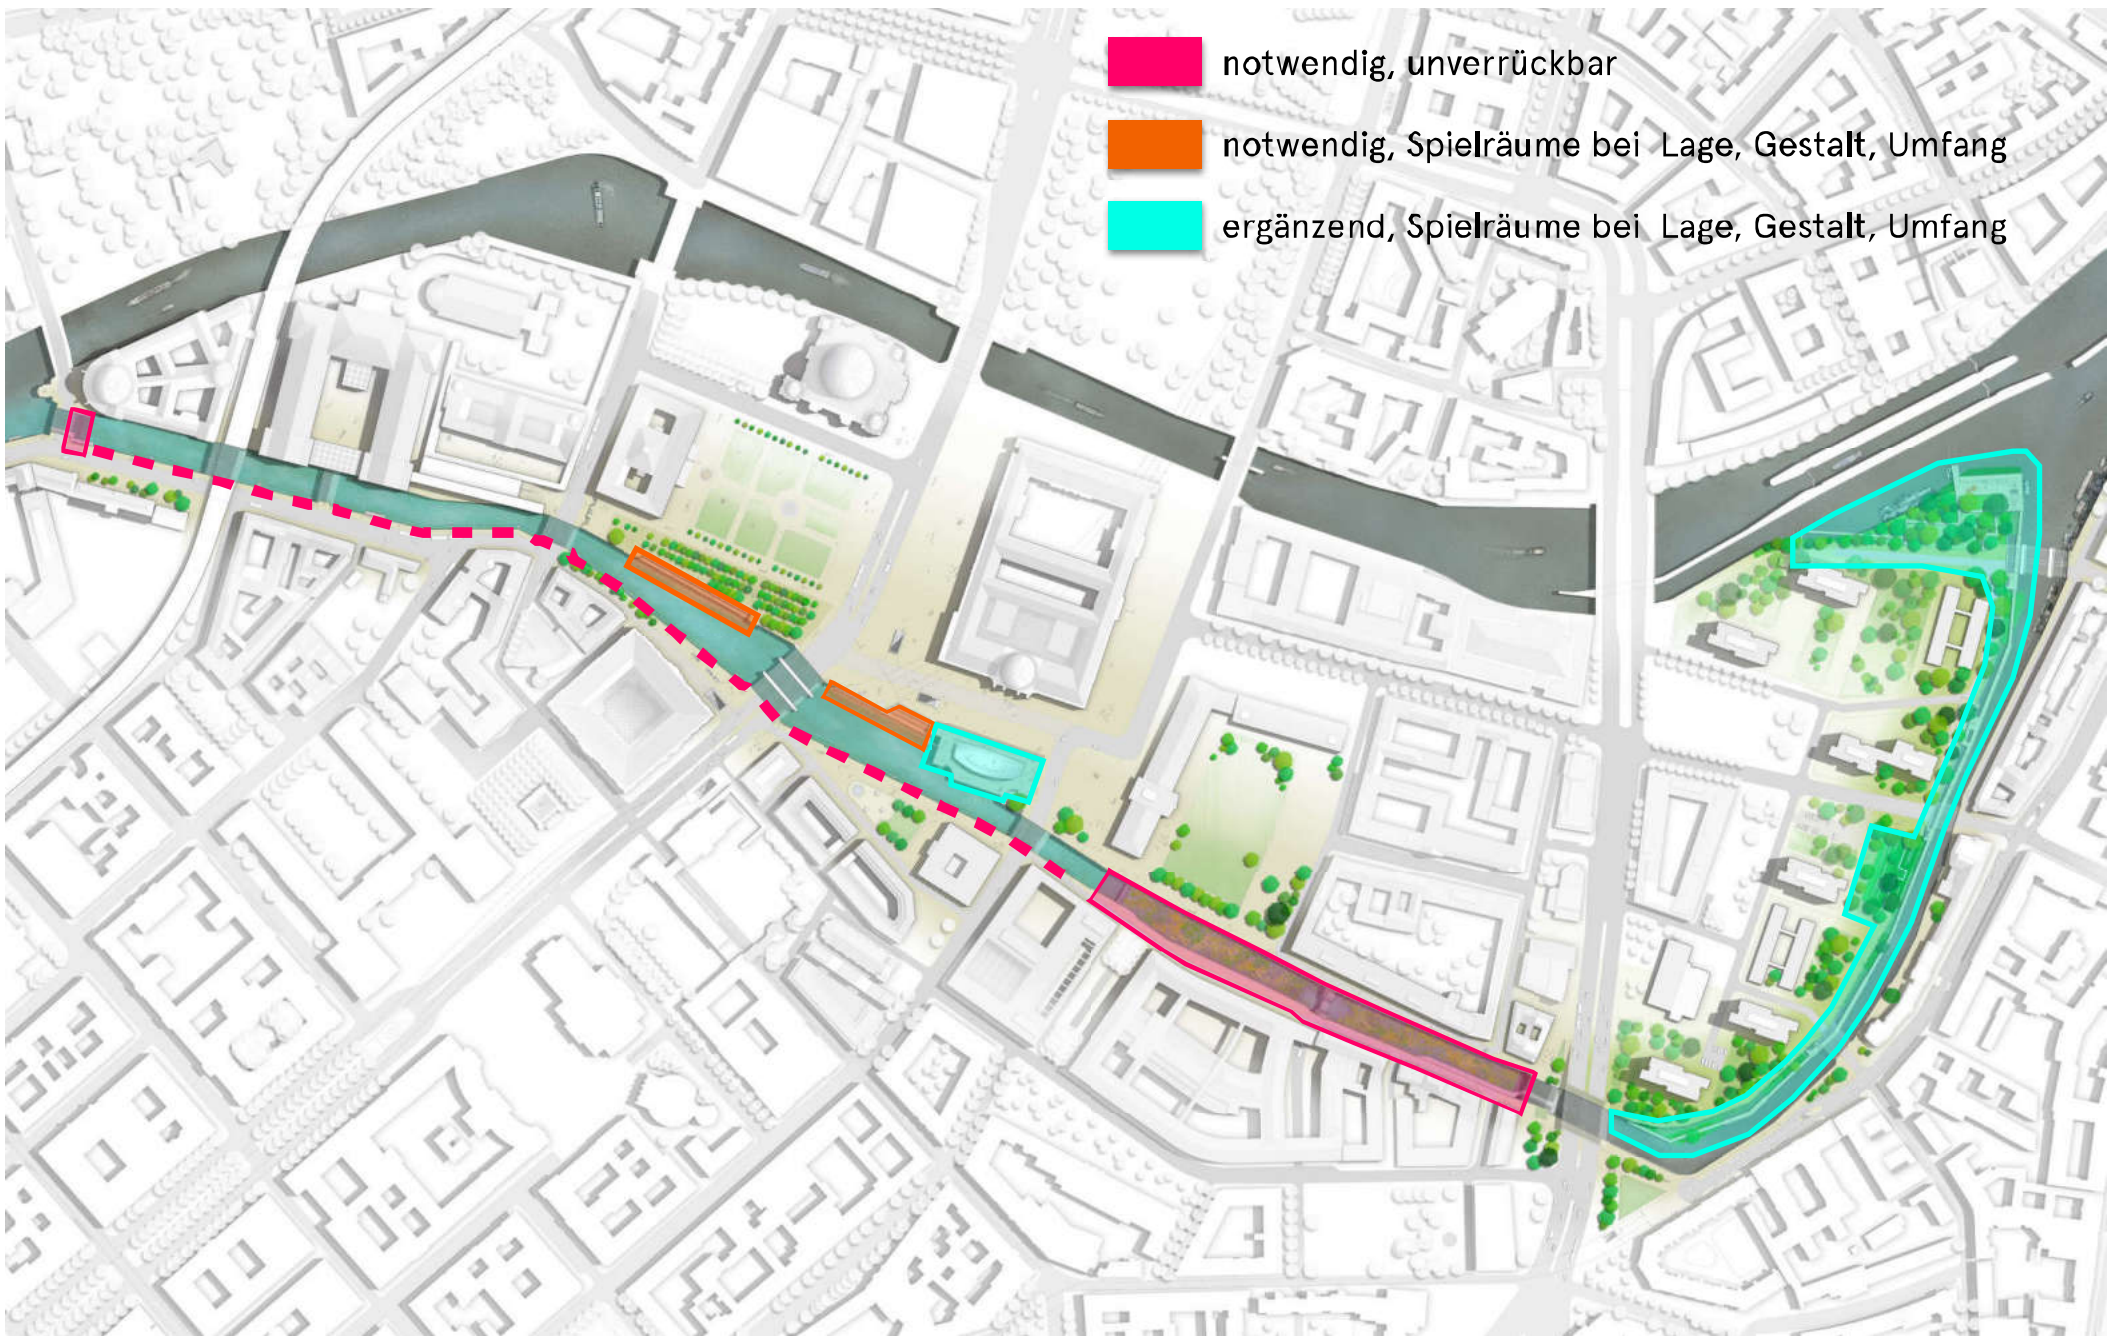 notwendig, unverrückbar
notwendig, Spielräume bei Lage, Gestalt, Umfang
ergänzend, Spielräume bei Lage, Gestalt, Umfang